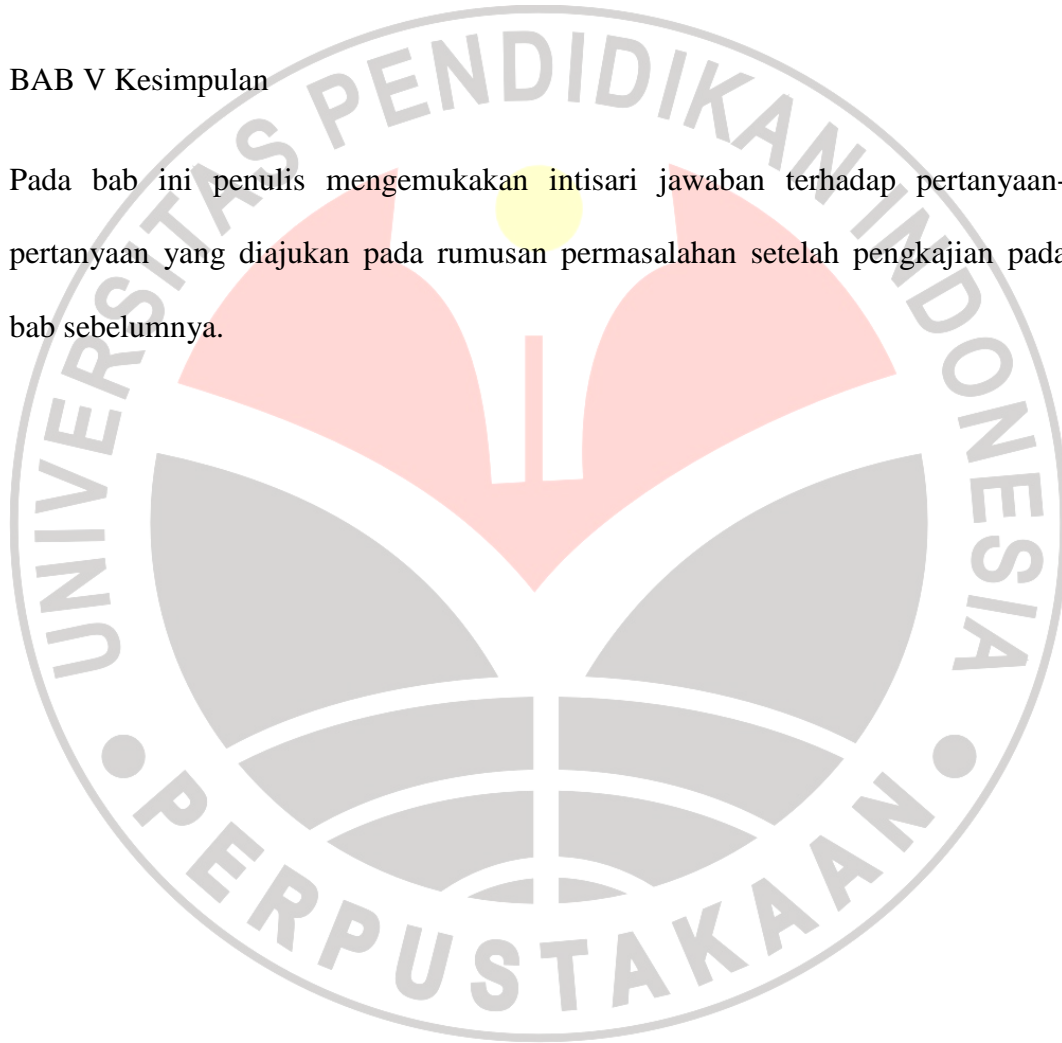 BAB V Kesimpulan
Pada bab ini penulis mengemukakan intisari jawaban terhadap pertanyaan-
pertanyaan yang diajukan pada rumusan permasalahan setelah pengkajian pada
bab sebelumnya.
UNIVERSITAS PENDIDIKAN INDONESIA
PERPUSTAKAAN